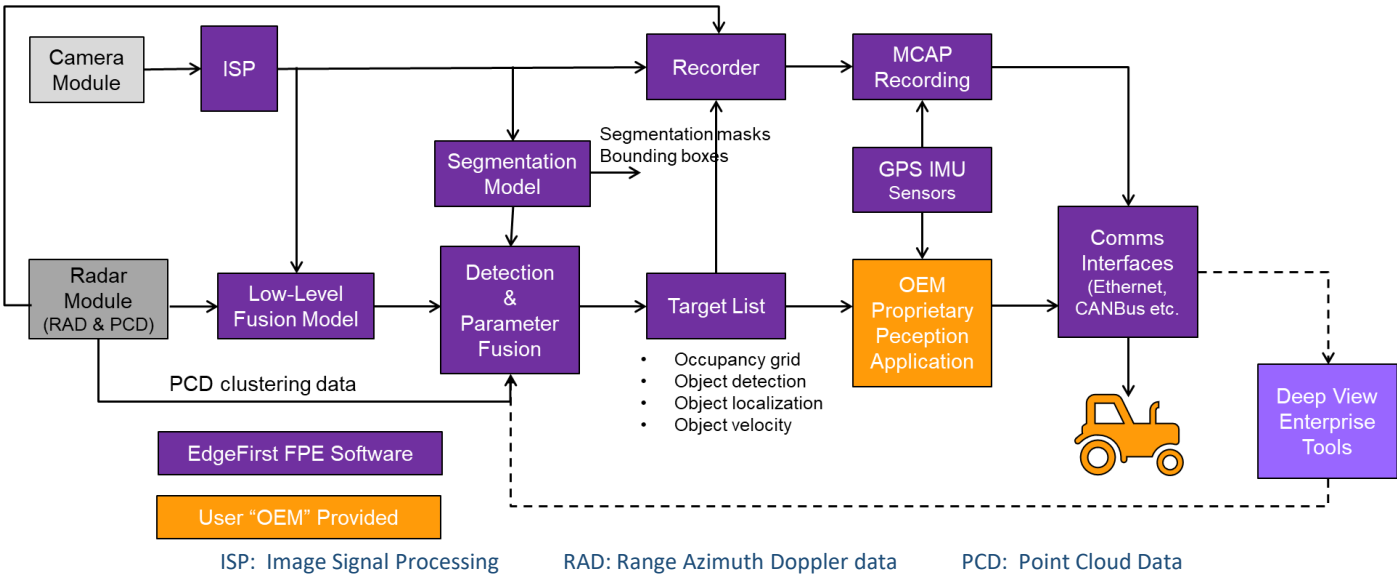 Camera
Module
ISP
Recorder
MCAP
Recording
Segmentation masks
Bounding boxes
Segmentation
Model
GPS IMU
Sensors
Radar
Module
(RAD & PCD)
Low-Level
Fusion Model
Detection
&
Parameter
Fusion
Target List
OEM
Proprietary
Peception
Application
Comms
Interfaces
(Ethernet,
CANBus etc.
• Occupancy grid
• Object detection
• Object localization
• Object velocity
PCD clustering data
Deep View
Enterprise
Tools
EdgeFirst FPE Software
User “OEM” Provided
ISP: Image Signal Processing RAD: Range Azimuth Doppler data PCD: Point Cloud Data